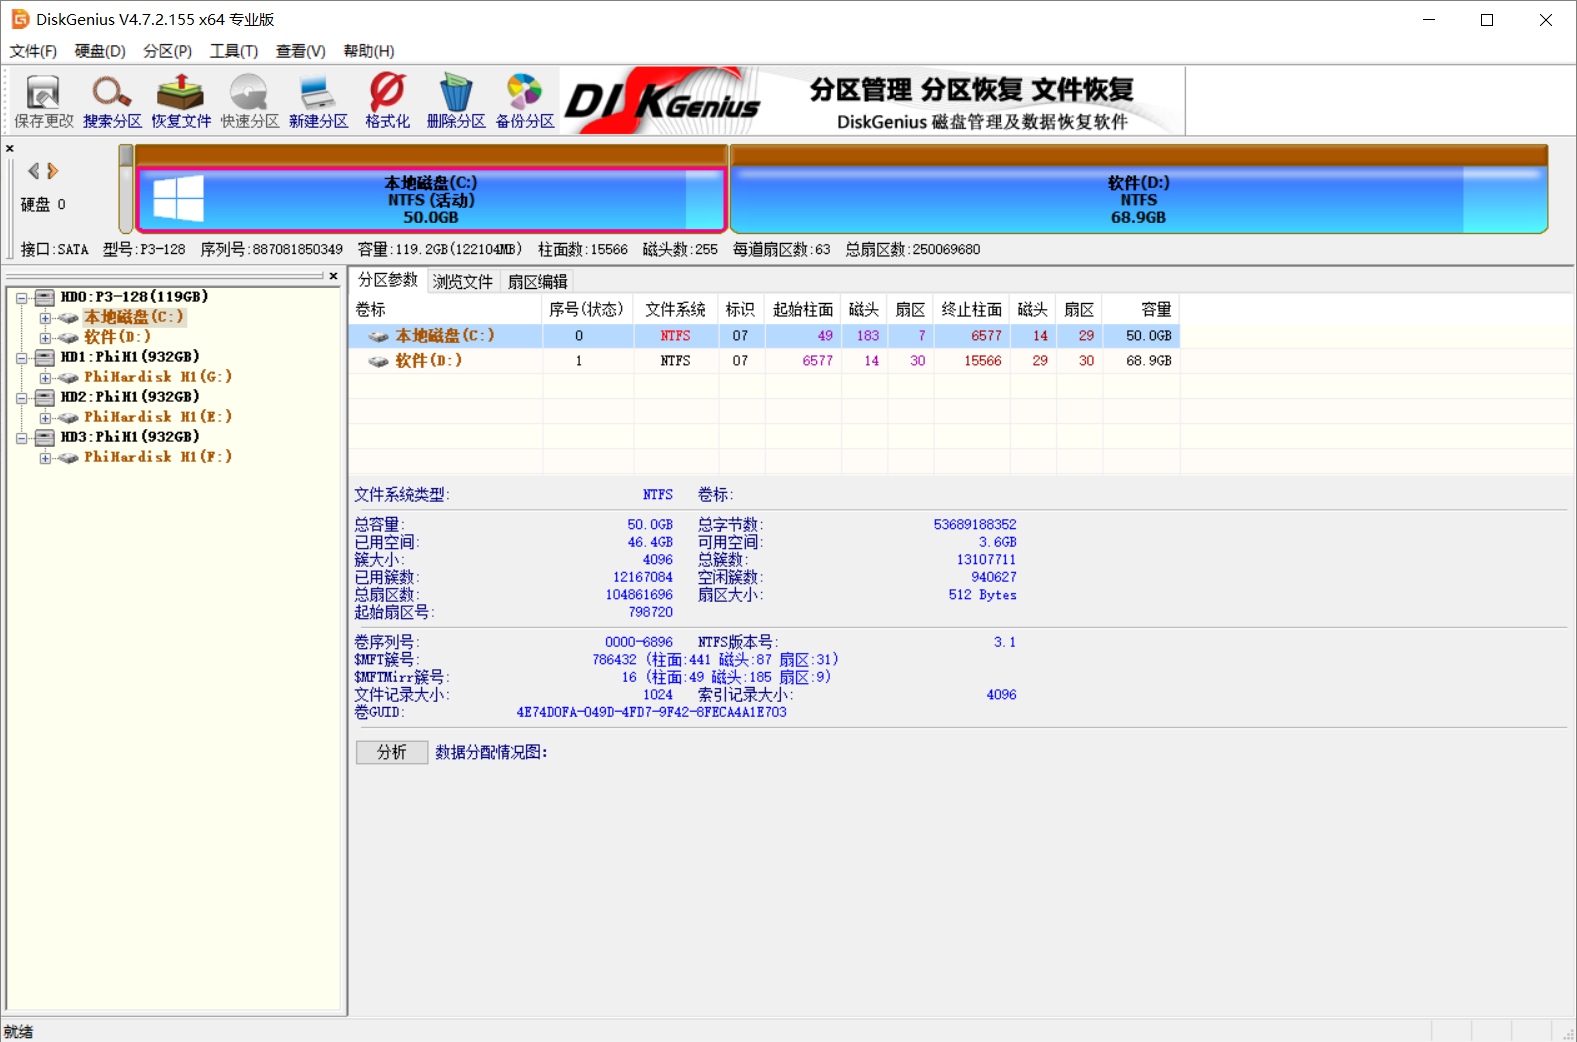 DiskGenius V4.7.2.155 x64 专业版
文件(F) 硬盘(D) 分区(P) 工具(T) 查看(V) 帮助(H)
保存更改 搜索分区 恢复文件 快速分区 新建分区 格式化 删除分区 备份分区
DISKGenius
分区管理 分区恢复 文件恢复
DiskGenius 磁盘管理及数据恢复软件
硬盘 0
本地磁盘(C:)
NTFS (活动)
50.0GB
软件(D:)
NTFS
68.9GB
接口:SATA 型号:P3-128 序列号:887081850349 容量:119.2GB(122104MB) 柱面数:15566 磁头数:255 每道扇区数:63 总扇区数:250069680
HD0:P3-128(119GB)
本地磁盘(C:)
软件(D:)
HD1:PhiH1(932GB)
PhiHardisk H1(G:)
HD2:PhiH1(932GB)
PhiHardisk H1(E:)
HD3:PhiH1(932GB)
PhiHardisk H1(F:)
分区参数 浏览文件 扇区编辑
卷标 序号(状态) 文件系统 标识 起始柱面 磁头 扇区 终止柱面 磁头 扇区 容量
本地磁盘(C:) 0 NTFS 07 49 183 7 6577 14 29 50.0GB
软件(D:) 1 NTFS 07 6577 14 30 15566 29 30 68.9GB
文件系统类型: NTFS 卷标:
总容量: 50.0GB 总字节数: 53689188352
已用空间: 46.4GB 可用空间: 3.6GB
簇大小: 4096 总簇数: 13107711
已用簇数: 12167084 空闲簇数: 940627
总扇区数: 104861696 扇区大小: 512 Bytes
起始扇区号: 798720
卷序列号: 0000-6896 NTFS版本号: 3.1
$MFT簇号: 786432 (柱面:441 磁头:87 扇区:31)
$MFTMirr簇号: 16 (柱面:49 磁头:185 扇区:9)
文件记录大小: 1024 索引记录大小: 4096
卷GUID: 4E74D0FA-049D-4FD7-9F42-8FECA4A1E703
分析 数据分配情况图:
就绪